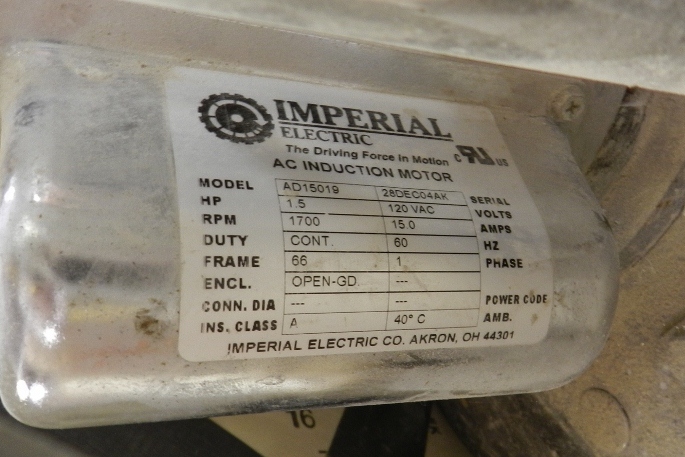 IMPERIAL
ELECTRIC
The Driving Force in Motion
C RU US
AC INDUCTION MOTOR
MODEL AD15019 28DEC04AK SERIAL
HP 1.5 120 VAC VOLTS
RPM 1700 15.0 AMPS
DUTY CONT. 60 HZ
FRAME 66 1 PHASE
ENCL. OPEN-GD. ---
CONN. DIA --- --- POWER CODE
INS. CLASS A 40° C AMB.
IMPERIAL ELECTRIC CO. AKRON, OH 44301
16